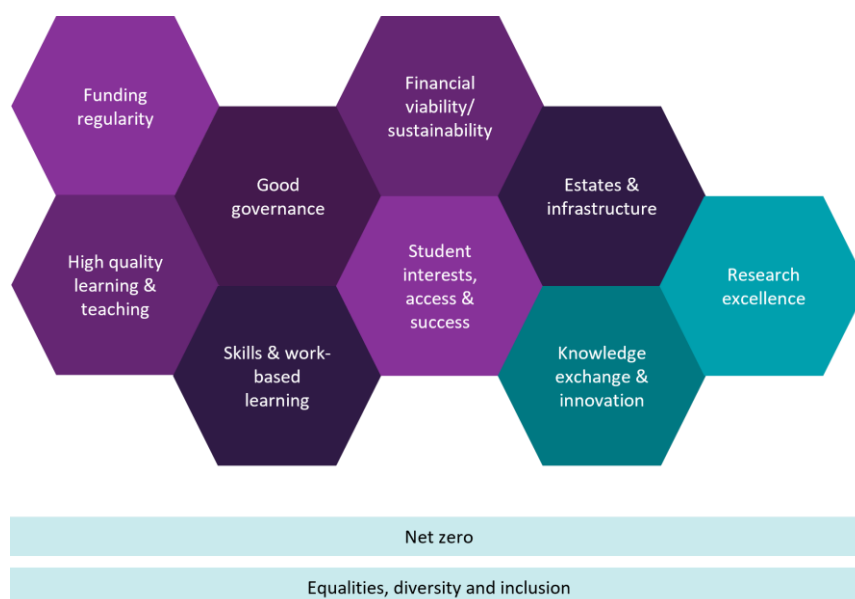 Funding
regularity
Financial
viability/
sustainability
Good
governance
Estates &
infrastructure
High quality
learning &
teaching
Student
interests,
access &
success
Research
excellence
Skills & work-
based
learning
Knowledge
exchange &
innovation
Net zero
Equalities, diversity and inclusion